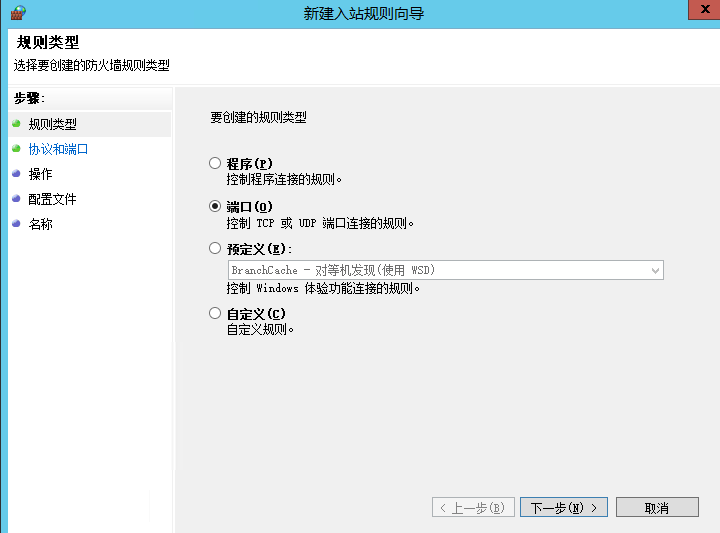 新建入站规则向导
x
规则类型
选择要创建的防火墙规则类型
步骤:
规则类型
协议和端口
操作
配置文件
名称
要创建的规则类型
程序(P)
控制程序连接的规则。
端口(O)
控制 TCP 或 UDP 端口连接的规则。
预定义(E):
BranchCache - 对等机发现(使用 WSD)
控制 Windows 体验功能连接的规则。
自定义(C)
自定义规则。
< 上一步(B)
下一步(N) >
取消